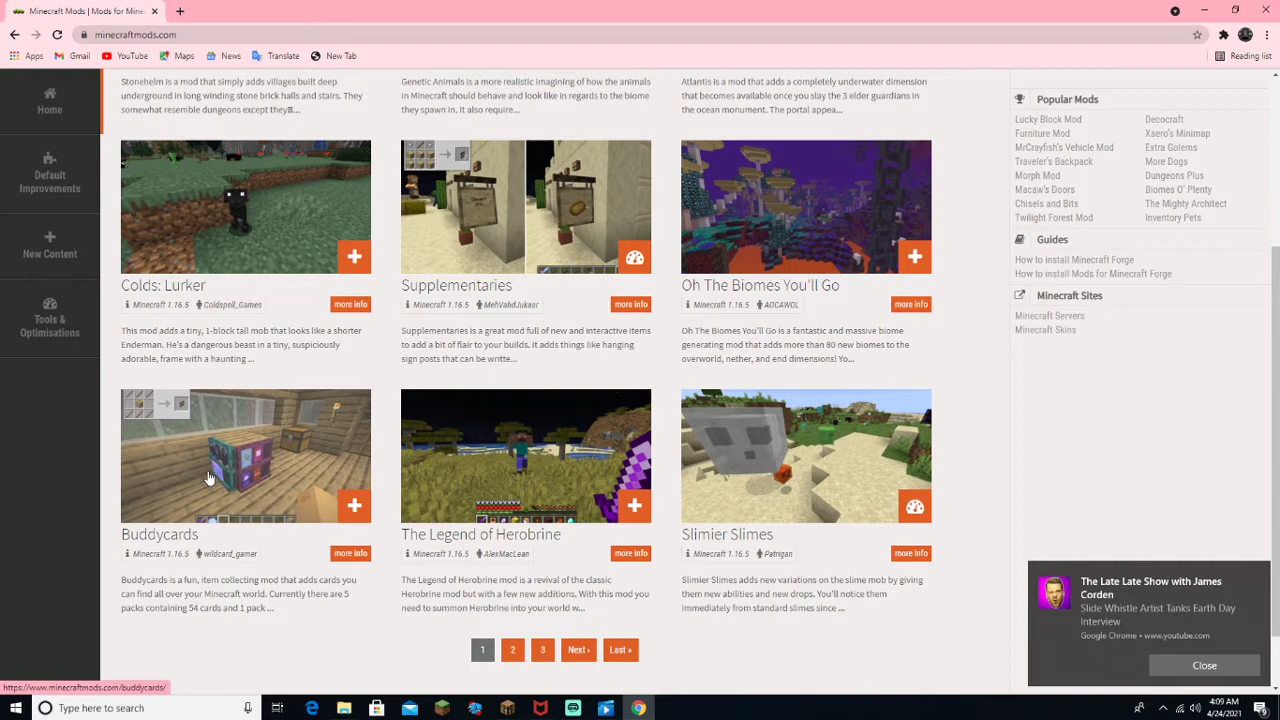 Minecraft Mods | Mods for Mine
minecraftmods.com
Apps
Gmail
YouTube
Maps
News
Translate
New Tab
Reading list
Home
Default
Improvements
New Content
Tools &
Optimisations
Stonehelm is a mod that simply adds villages built deep
underground in long winding stone brick halls and stairs. They
somewhat resemble dungeons except they…
Genetic Animals is a more realistic imagining of how the animals
in Minecraft should behave and look like in regards to the biome
they spawn in. It also require...
Atlantis is a mod that adds a completely underwater dimension
that becomes available once you slay the 3 elder guardians in
the ocean monument. The portal appea...
Colds: Lurker
Minecraft 1.16.5
Coldspell_Games
more info
This mod adds a tiny, 1-block tall mob that looks like a shorter
Enderman. He's a dangerous beast in a tiny, suspiciously
adorable, frame with a haunting ...
Supplementaries
Minecraft 1.16.5
MehVahdJukaar
more info
Supplementaries is a great mod full of new and interactive items
to add a bit of flair to your builds. It adds things like hanging
sign posts that can be writte...
Oh The Biomes You'll Go
Minecraft 1.16.5
AOCAWOL
more info
Oh The Biomes You'll Go is a fantastic and massive biome
generating mod that adds more than 80 new biomes to the
overworld, nether, and end dimensions! Yo...
Buddycards
Minecraft 1.16.5
wildcard_gamer
more info
Buddycards is a fun, item collecting mod that adds cards you
can find all over your Minecraft world. Currently there are 5
packs containing 54 cards and 1 pack ...
The Legend of Herobrine
Minecraft 1.16.5
AlexMacLean
more info
The Legend of Herobrine mod is a revival of the classic
Herobrine mod but with a few new additions. With this mod you
need to summon Herobrine into your world w...
Slimier Slimes
Minecraft 1.16.5
Patrigan
more info
Slimier Slimes adds new variations on the slime mob by giving
them new abilities and new drops. You'll notice them
immediately from standard slimes since ...
1
2
3
Next ›
Last »
Popular Mods
Lucky Block Mod
Decocraft
Furniture Mod
Xaero's Minimap
MrCrayfish's Vehicle Mod
Extra Golems
Traveler's Backpack
More Dogs
Morph Mod
Dungeons Plus
Macaw's Doors
Biomes O' Plenty
Chisels and Bits
The Mighty Architect
Twilight Forest Mod
Inventory Pets
Guides
How to install Minecraft Forge
How to install Mods for Minecraft Forge
Minecraft Sites
Minecraft Servers
Minecraft Skins
The Late Late Show with James
Corden
Slide Whistle Artist Tanks Earth Day
Interview
Google Chrome • www.youtube.com
Close
https://www.minecraftmods.com/buddycards/
Type here to search
4:09 AM
4/24/2021